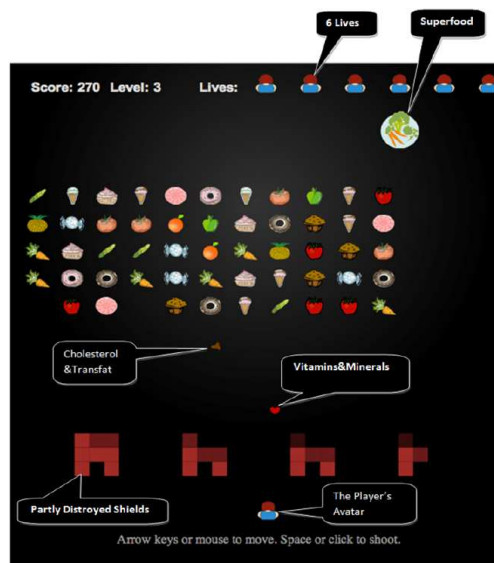 6 Lives
Superfood
Score: 270 Level: 3 Lives:
Cholesterol
&Transfat
Vitamins&Minerals
Partly Distroyed Shields
The Player's
Avatar
Arrow keys or mouse to move. Space or click to shoot.